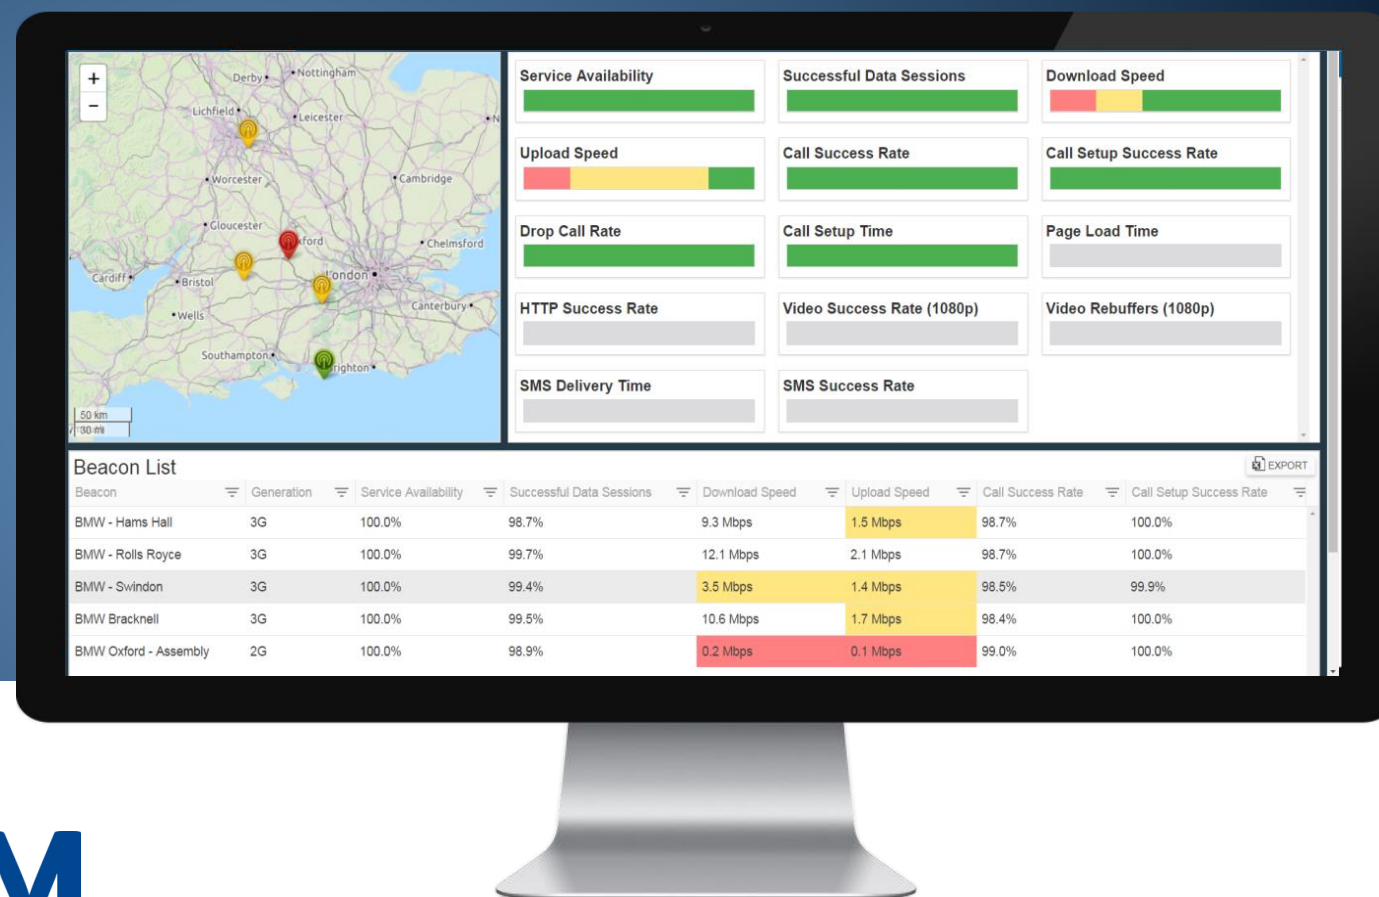 +
−
Derby
Nottingham
Lichfield
Leicester
N
Worcester
Cambridge
Gloucester
xford
Chelmsford
Cardiff
Bristol
London
Canterbury
Wells
Southampton
righton
50 km
30 mi
Service Availability
Successful Data Sessions
Download Speed
Upload Speed
Call Success Rate
Call Setup Success Rate
Drop Call Rate
Call Setup Time
Page Load Time
HTTP Success Rate
Video Success Rate (1080p)
Video Rebuffers (1080p)
SMS Delivery Time
SMS Success Rate
Beacon List
EXPORT
Beacon Generation Service Availability Successful Data Sessions Download Speed Upload Speed Call Success Rate Call Setup Success Rate
BMW - Hams Hall 3G 100.0% 98.7% 9.3 Mbps 1.5 Mbps 98.7% 100.0%
BMW - Rolls Royce 3G 100.0% 99.7% 12.1 Mbps 2.1 Mbps 98.7% 100.0%
BMW - Swindon 3G 100.0% 99.4% 3.5 Mbps 1.4 Mbps 98.5% 99.9%
BMW Bracknell 3G 100.0% 99.5% 10.6 Mbps 1.7 Mbps 98.4% 100.0%
BMW Oxford - Assembly 2G 100.0% 98.9% 0.2 Mbps 0.1 Mbps 99.0% 100.0%
M